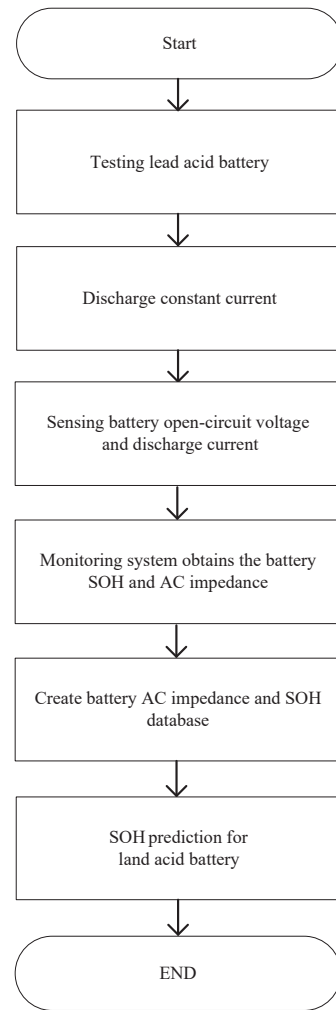 Start
Testing lead acid battery
Discharge constant current
Sensing battery open-circuit voltage
and discharge current
Monitoring system obtains the battery
SOH and AC impedance
Create battery AC impedance and SOH
database
SOH prediction for
land acid battery
END